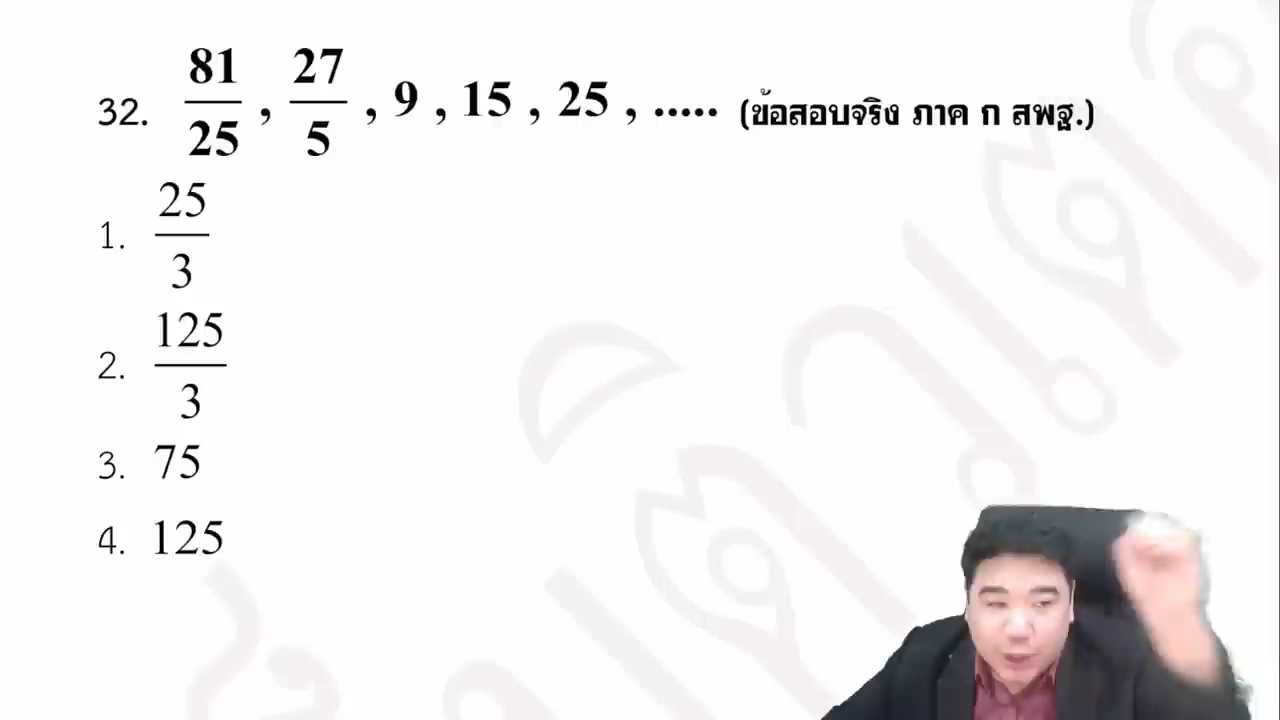 32. 81/25 , 27/5 , 9 , 15 , 25 , ..... (ข้อสอบจริง ภาค ก สพฐ.)
1. 25/3
2. 125/3
3. 75
4. 125